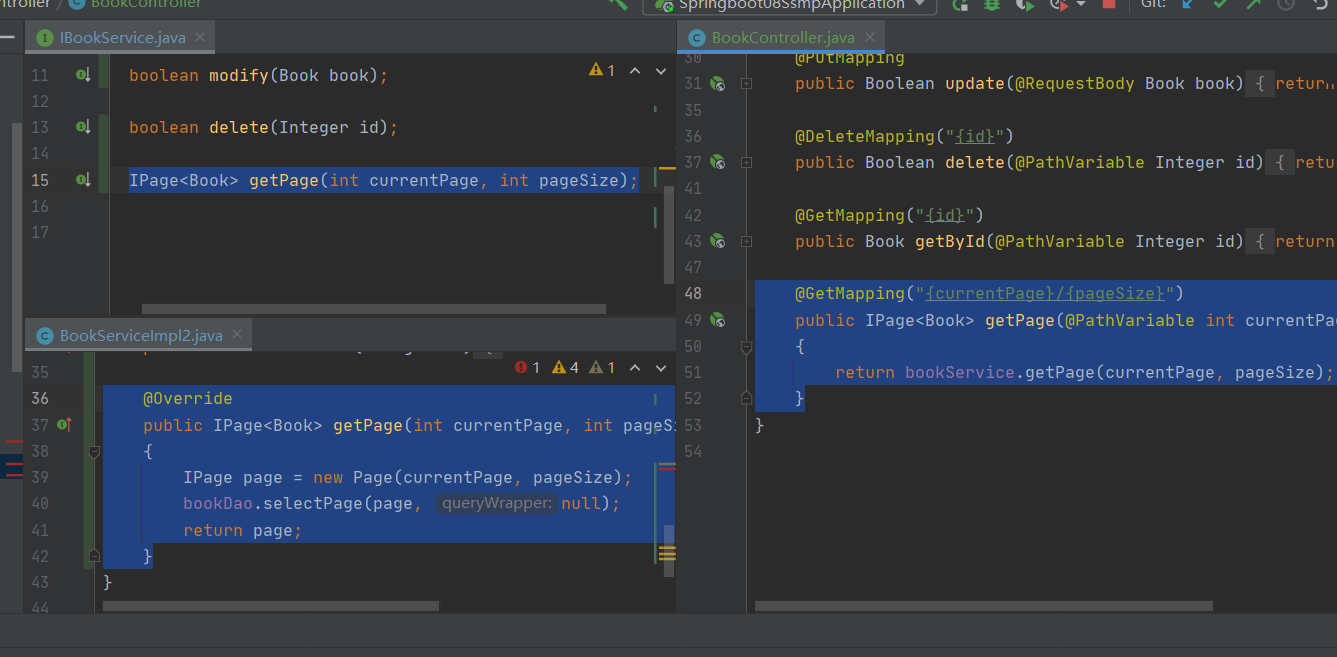 BookController
Springboot08SsmpApplication
Git:
IBookService.java
11 boolean modify(Book book);
1
12
13 boolean delete(Integer id);
14
15 IPage<Book> getPage(int currentPage, int pageSize);
16
17
BookServiceImpl2.java
1 4 1
35
36 @Override
37 public IPage<Book> getPage(int currentPage, int pageS
38 {
39 IPage page = new Page(currentPage, pageSize);
40 bookDao.selectPage(page, queryWrapper: null);
41 return page;
42 }
43 }
44
BookController.java
30 @PutMapping
31 public Boolean update(@RequestBody Book book) { return
35
36 @DeleteMapping("{id}")
37 public Boolean delete(@PathVariable Integer id) { retu
41
42 @GetMapping("{id}")
43 public Book getById(@PathVariable Integer id) { return
47
48 @GetMapping("{currentPage}/{pageSize}")
49 public IPage<Book> getPage(@PathVariable int currentPa
50 {
51 return bookService.getPage(currentPage, pageSize);
52 }
53 }
54